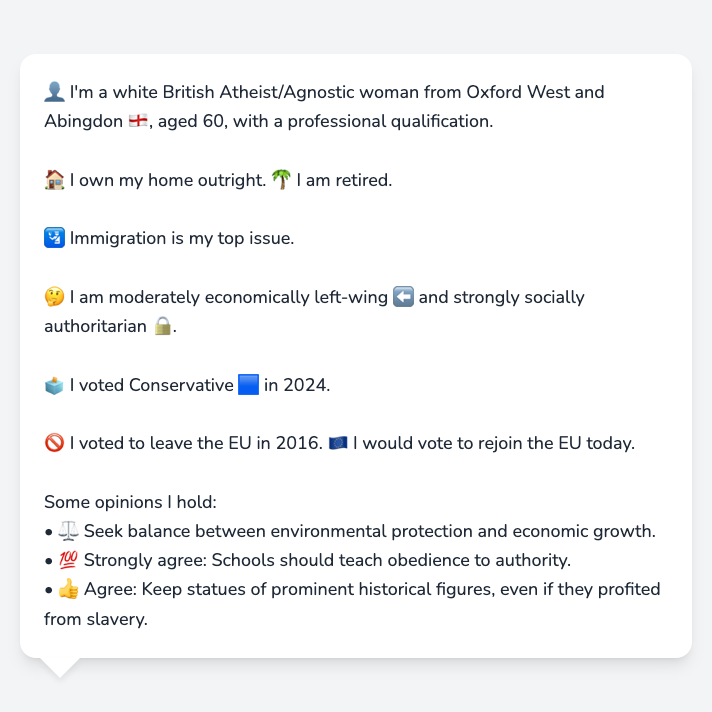 👤 I'm a white British Atheist/Agnostic woman from Oxford West and
Abingdon 🏴󠁧󠁢󠁥󠁮󠁧󠁿, aged 60, with a professional qualification.
🏠 I own my home outright. 🌴 I am retired.
🛂 Immigration is my top issue.
🤔 I am moderately economically left-wing ⬅️ and strongly socially
authoritarian 🔒.
🗳️ I voted Conservative 🟦 in 2024.
🚫 I voted to leave the EU in 2016. 🇪🇺 I would vote to rejoin the EU today.
Some opinions I hold:
• ⚖️ Seek balance between environmental protection and economic growth.
• 💯 Strongly agree: Schools should teach obedience to authority.
• 👍 Agree: Keep statues of prominent historical figures, even if they profited
from slavery.